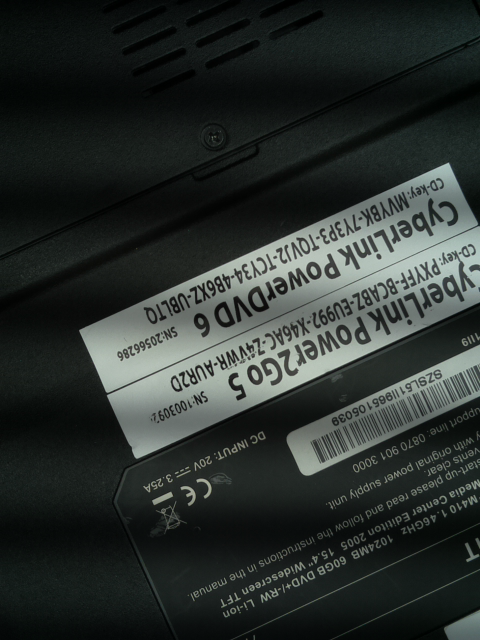 CyberLink PowerDVD 6
CD-key: MVYBK-7Y3P3-TQVJ2-TCY34-4B6XZ-UBLTQ
SN:20566286
CyberLink Power2Go 5
CD-key: PXYFF-BCABZ-EU992-X46AC-Z4VWR-AUR2D
SN:1003092
M410 1.46GHz 1024MB 60GB DVD+/-RW Li-ion
Media Center Edition 2005 15.4" Widescreen TFT
start-up please read and follow the instructions in the manual
with original power supply unit.
support line: 0870 901 3000
SZSL51II965105039
DC INPUT: 20V 3.25A
CE